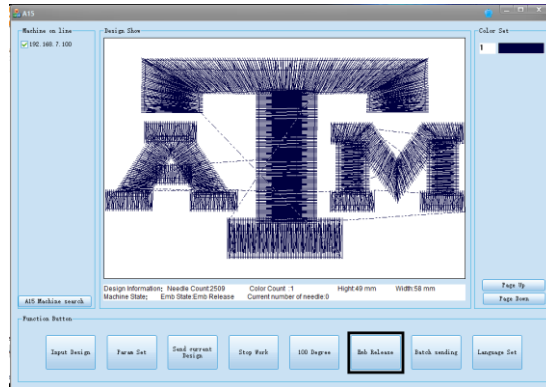 A15
Machine on line
192.168.7.100
A15 Machine search
Design Show
ATM
Design Information: Needle Count:2509 Color Count :1 Hight:49 mm Width:58 mm
Machine State: Emb State:Emb Release Current number of needle:0
Color Set
1
Page Up
Page Down
Function Button
Input Design
Param Set
Send current
Design
Stop Work
100 Degree
Emb Release
Batch sending
Language Set